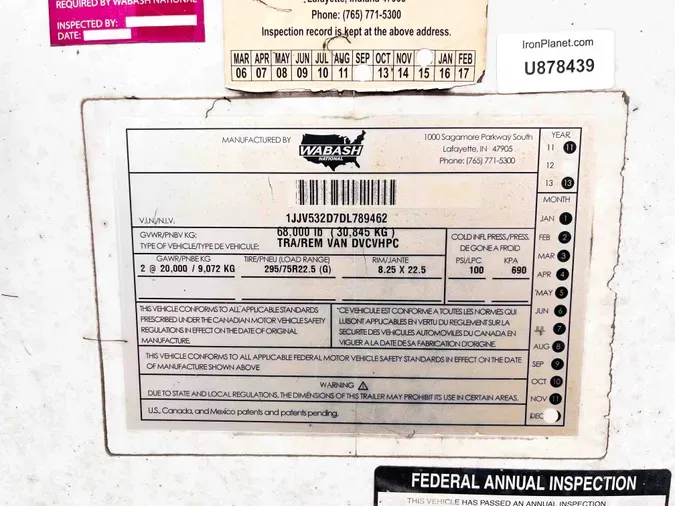 REQUIRED BY WABASH NATIONAL
INSPECTED BY:
DATE:
Lafayette, Indiana 47905
Phone: (765) 771-5300
Inspection record is kept at the above address.
MAR APR MAY JUN JUL AUG SEP OCT NOV JAN FEB
06 07 08 09 10 11 13 14 15 16 17
IronPlanet.com/
U878439
MANUFACTURED BY
WABASH
NATIONAL
1000 Sagamore Parkway South
Lafayette, IN 47905
Phone: (765) 771-5300
YEAR
11 11
12
13 13
MONTH
JAN 1
FEB 2
MAR 3
APR 4
MAY 5
JUN 6
7
AUG 8
SEP 9
OCT 10
NOV 11
DEC
V.I.N./N.I.V. 1JJV532D7DL789462
GVWR/PNBV KG: 68,000 lb ( 30,845 KG )
TYPE OF VEHICLE/TYPE DE VEHICULE: TRA/REM VAN DVCVHPC
COLD INFL PRESS./PRESS.
DE GONE A FROID
GAWR/PNBE KG TIRE/PNEU (LOAD RANGE) RIM/JANTE PSI/LPC KPA
2 @ 20,000 / 9,072 KG 295/75R22.5 (G) 8.25 X 22.5 100 690
THIS VEHICLE CONFORMS TO ALL APPLICABLE STANDARDS
PRESCRIBED UNDER THE CANADIAN MOTOR VEHICLE SAFETY
REGULATIONS IN EFFECT ON THE DATE OF ORIGINAL
MANUFACTURE.
"CE VEHICULE EST CONFORME A TOUTES LES NORMES QUI
LUISONT APPLICABLES EN VERTU DU REGLEMENT SUR LA
SECURITE DES VEHICULES AUTOMOVILES DU CANADA EN
VIGUER A LA DATE DE SA FABRICATION D'ORIGINE.
THIS VEHICLE CONFORMS TO ALL APPLICABLE FEDERAL MOTOR VEHICLE SAFETY STANDARDS IN EFFECT ON THE DATE
OF MANUFACTURE SHOWN ABOVE
WARNING
DUE TO STATE AND LOCAL REGULATIONS, THE DIMENSIONS OF THIS TRAILER MAY PROHIBIT ITS USE IN CERTAIN AREAS.
U.S., Canada, and Mexico patents and patents pending.
FEDERAL ANNUAL INSPECTION
THIS VEHICLE HAS PASSED AN ANNUAL INSPECTION